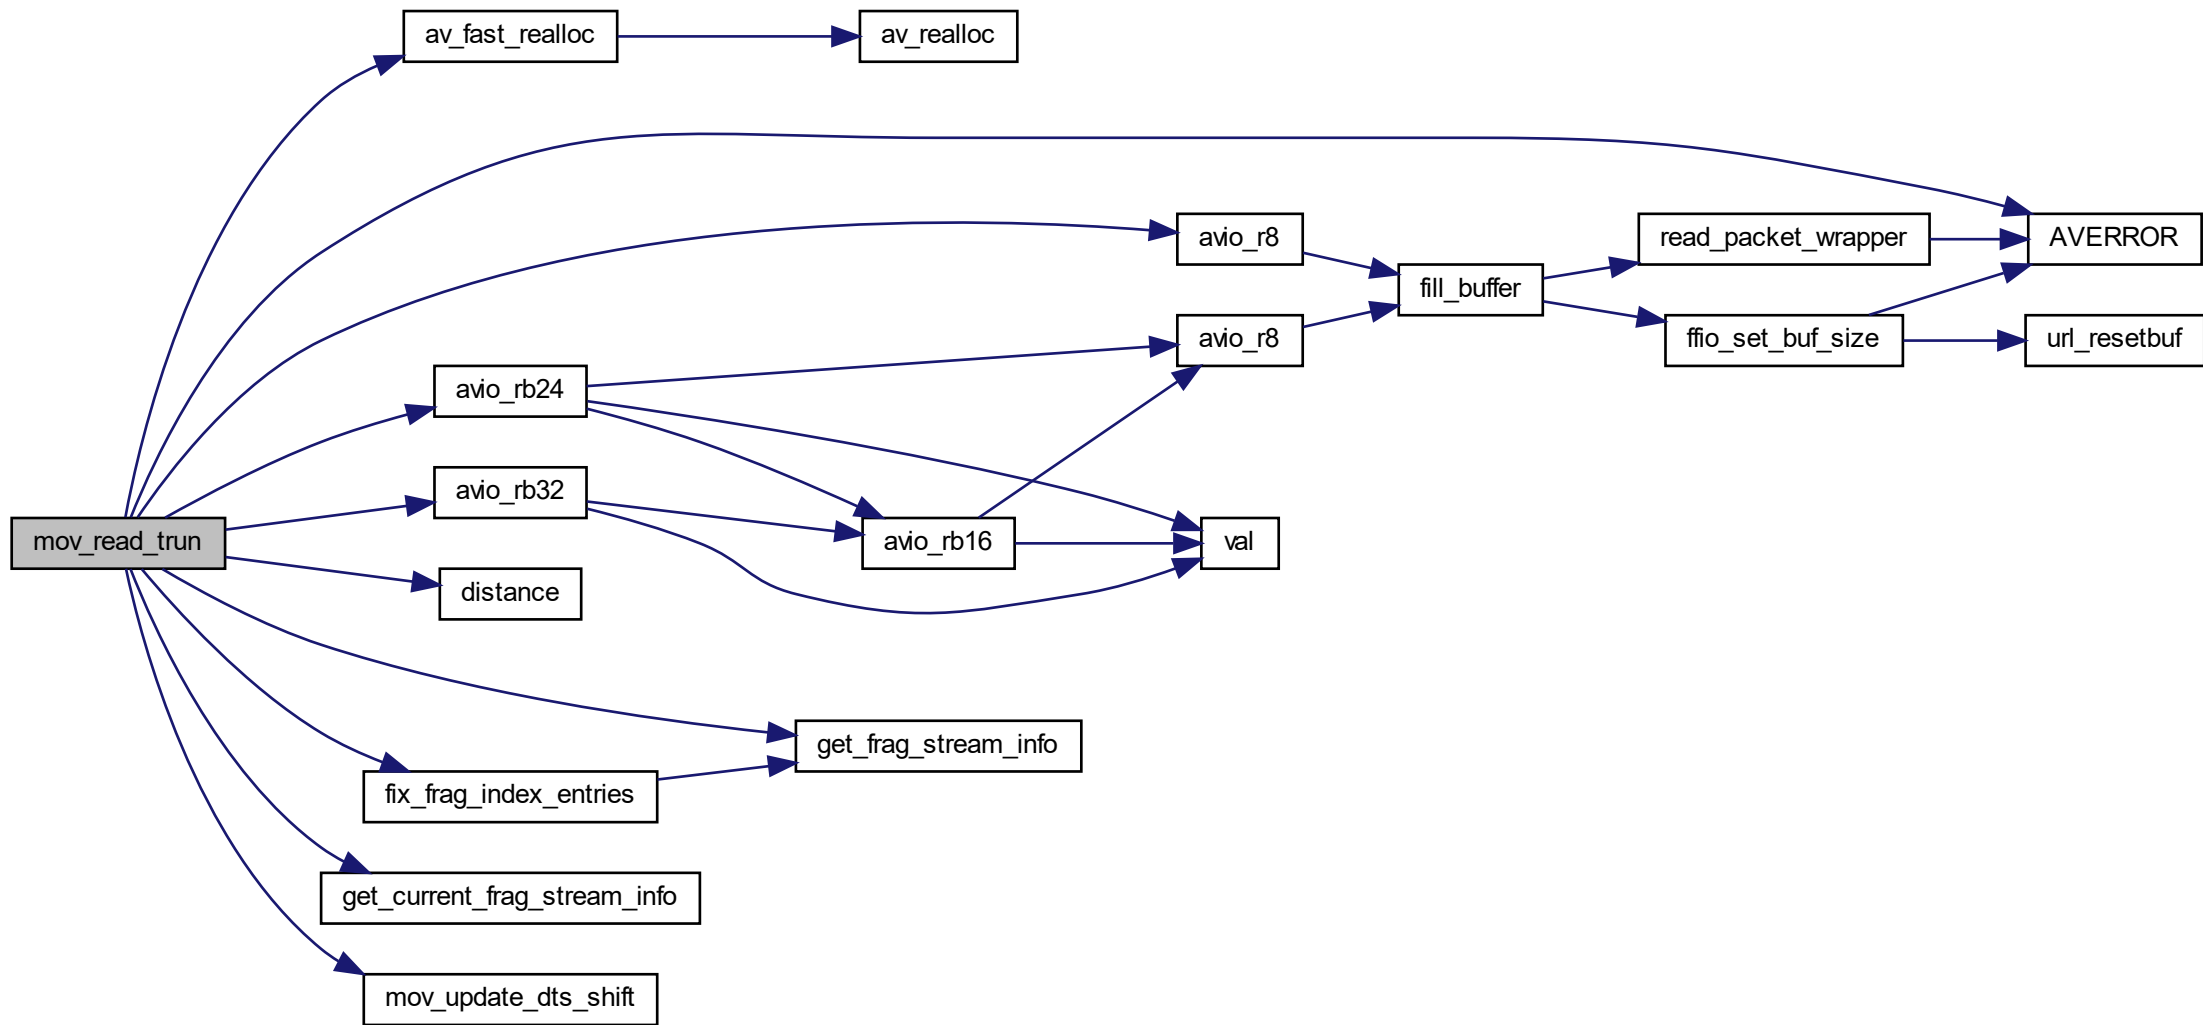 av_fast_realloc
av_realloc
avio_r8
read_packet_wrapper
AVERROR
fill_buffer
avio_r8
ffio_set_buf_size
url_resetbuf
avio_rb24
avio_rb32
mov_read_trun
avio_rb16
val
distance
get_frag_stream_info
fix_frag_index_entries
get_current_frag_stream_info
mov_update_dts_shift